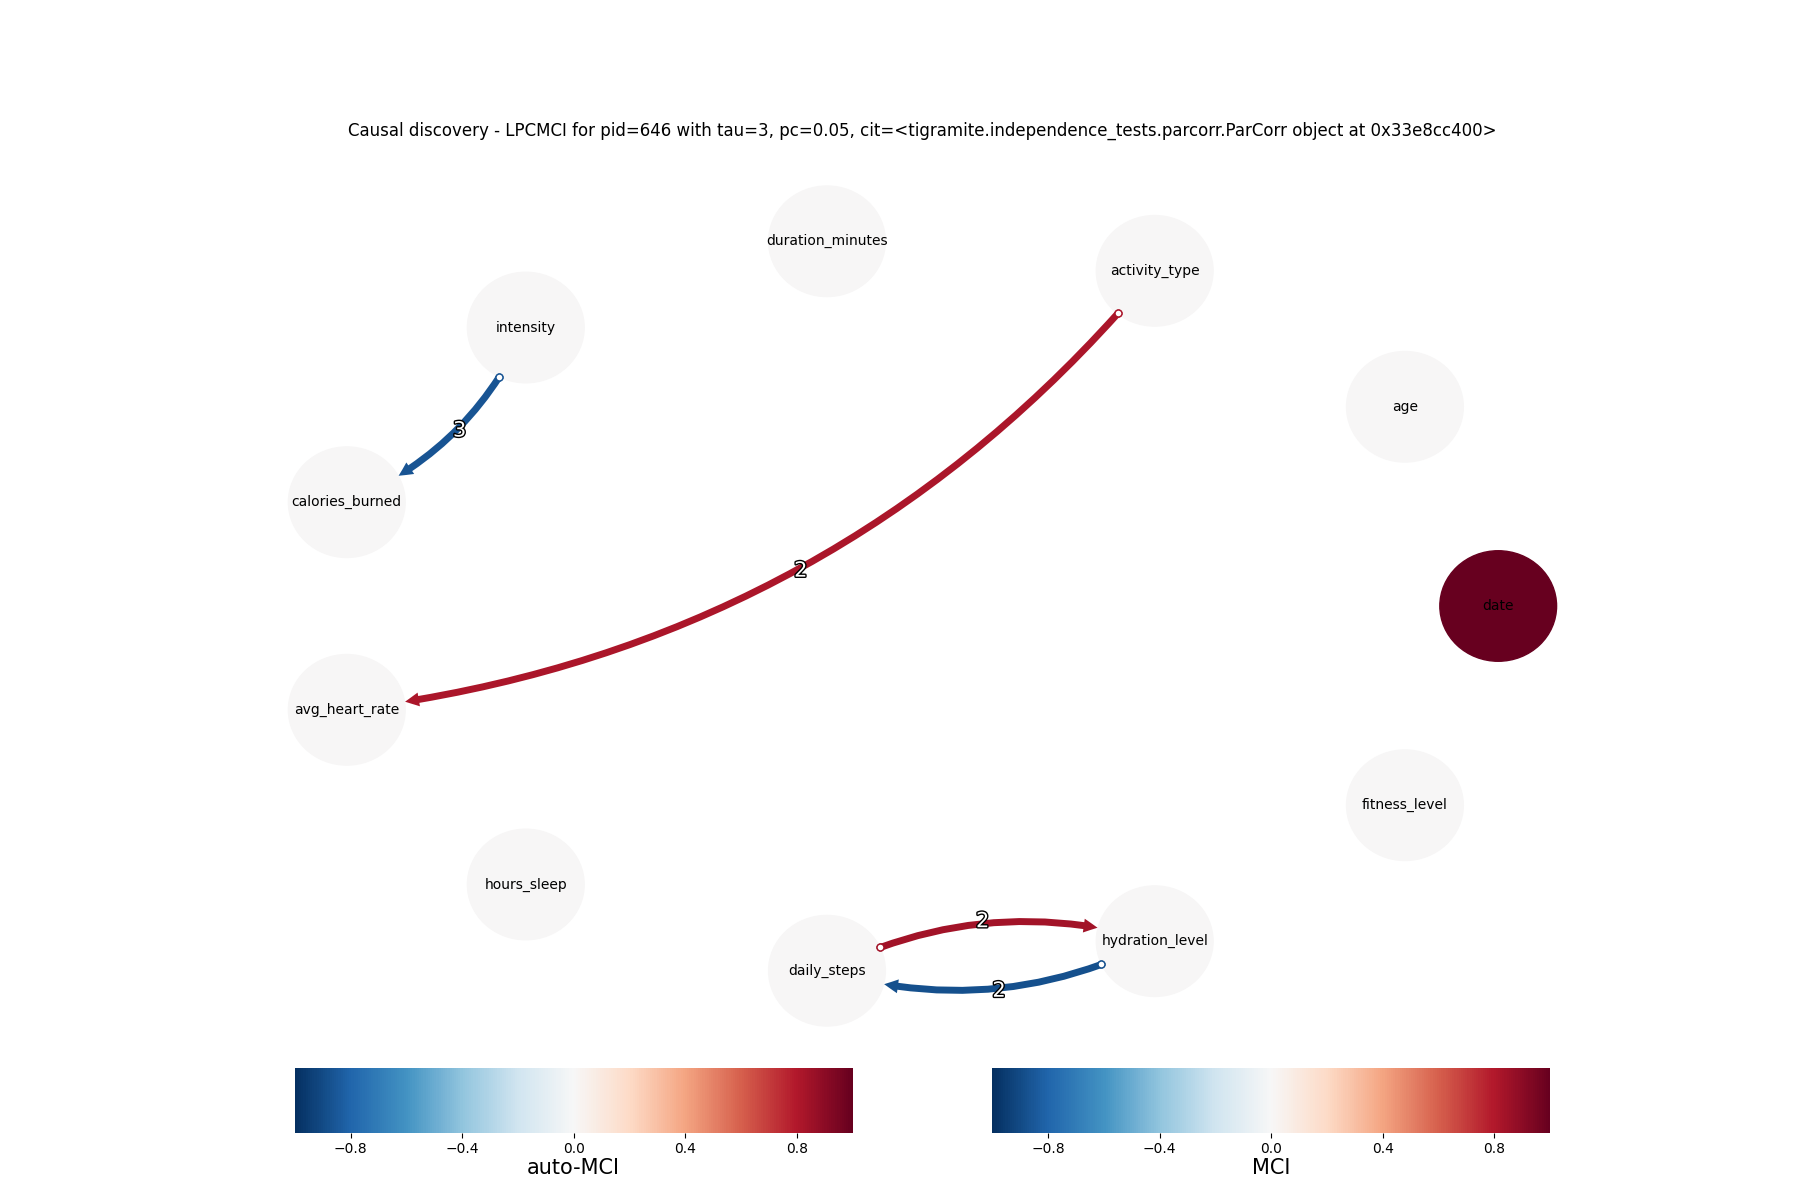 Causal discovery - LPCMCI for pid=646 with tau=3, pc=0.05, cit=<tigramite.independence_tests.parcorr.ParCorr object at 0x33e8cc400>
duration_minutes
activity_type
intensity
age
3
calories_burned
2
date
avg_heart_rate
fitness_level
hours_sleep
2
hydration_level
daily_steps
2
−0.8 −0.4 0.0 0.4 0.8
auto-MCI
−0.8 −0.4 0.0 0.4 0.8
MCI